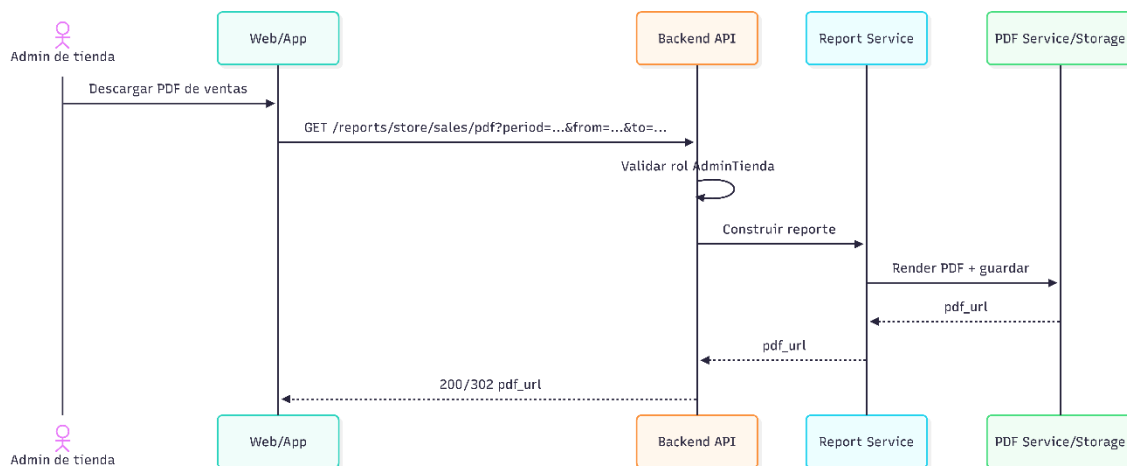 Admin de tienda
Web/App
Backend API
Report Service
PDF Service/Storage
Descargar PDF de ventas
GET /reports/store/sales/pdf?period=...&from=...&to=...
Validar rol AdminTienda
Construir reporte
Render PDF + guardar
pdf_url
pdf_url
200/302 pdf_url
Admin de tienda
Web/App
Backend API
Report Service
PDF Service/Storage